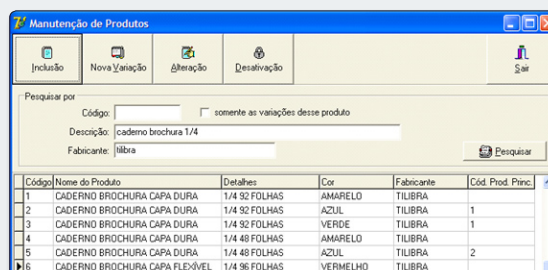 Manutenção de Produtos
Inclusão Nova Variação Alteração Desativação Sair
Pesquisar por
Código: somente as variações desse produto
Descrição: caderno brochura 1/4
Fabricante: tilibra Pesquisar
Código Nome do Produto Detalhes Cor Fabricante Cód. Prod. Princ.
1 CADERNO BROCHURA CAPA DURA 1/4 92 FOLHAS AMARELO TILIBRA
2 CADERNO BROCHURA CAPA DURA 1/4 92 FOLHAS AZUL TILIBRA 1
3 CADERNO BROCHURA CAPA DURA 1/4 92 FOLHAS VERDE TILIBRA 1
4 CADERNO BROCHURA CAPA DURA 1/4 48 FOLHAS AMARELO TILIBRA
5 CADERNO BROCHURA CAPA DURA 1/4 48 FOLHAS AZUL TILIBRA 2
6 CADERNO BROCHURA CAPA FLEXÍVEL 1/4 96 FOLHAS VERMELHO TILIBRA